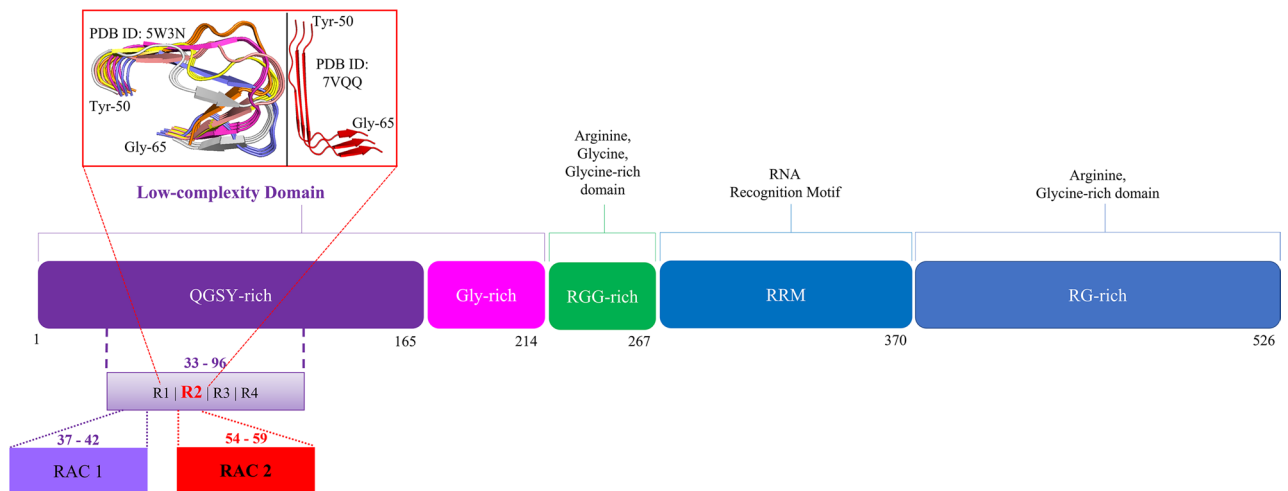 PDB ID: 5W3N
Tyr-50
Gly-65
Tyr-50
PDB ID:
7VQQ
Gly-65
Low-complexity Domain
Arginine,
Glycine,
Glycine-rich
domain
RNA
Recognition Motif
Arginine,
Glycine-rich domain
QGSY-rich
Gly-rich
RGG-rich
RRM
RG-rich
1
165
214
267
370
526
33 - 96
R1 | R2 | R3 | R4
37 - 42
54 - 59
RAC 1
RAC 2